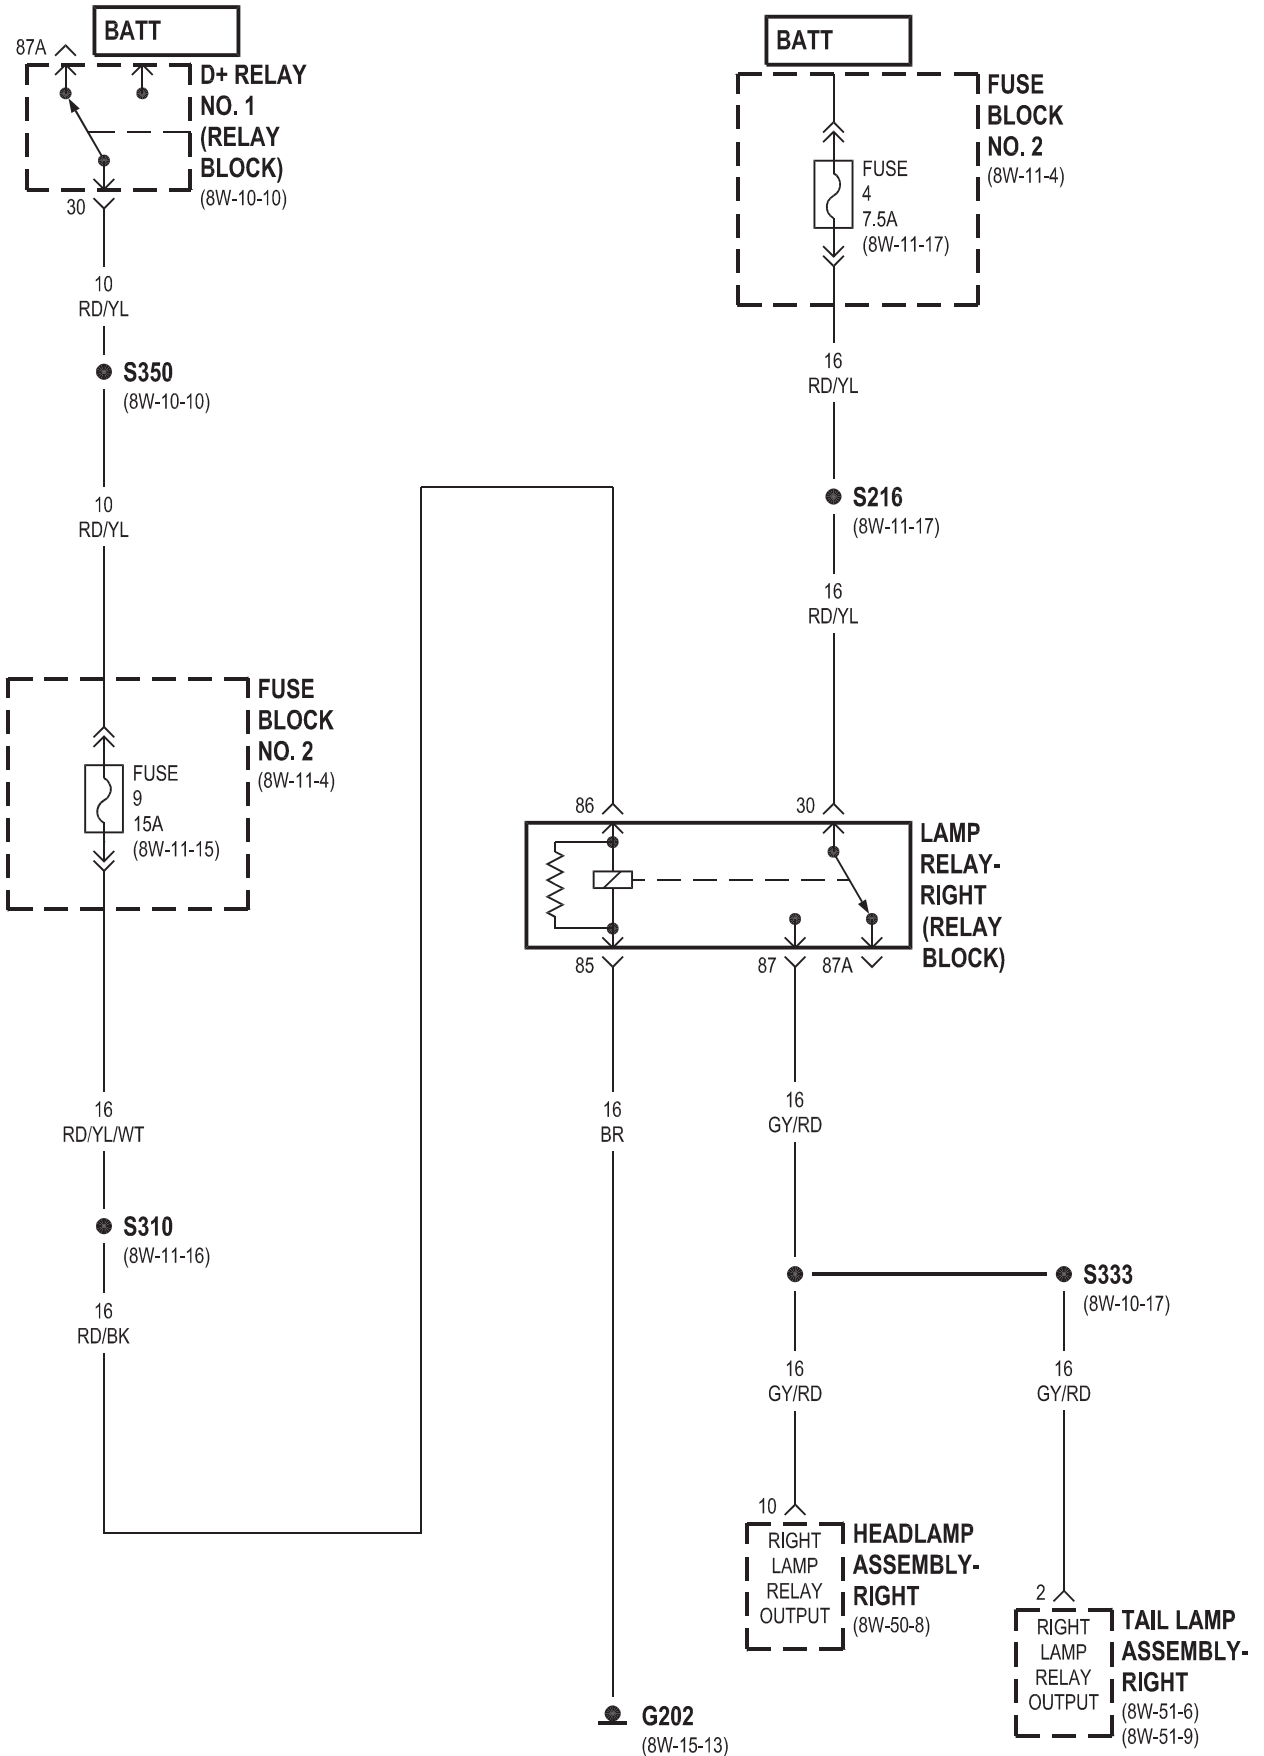 BATT
87A
D+ RELAY
NO. 1
(RELAY
BLOCK)
(8W-10-10)
30
10
RD/YL
S350
(8W-10-10)
10
RD/YL
FUSE
BLOCK
NO. 2
(8W-11-4)
FUSE
9
15A
(8W-11-15)
16
RD/YL/WT
S310
(8W-11-16)
16
RD/BK
BATT
FUSE
BLOCK
NO. 2
(8W-11-4)
FUSE
4
7.5A
(8W-11-17)
16
RD/YL
S216
(8W-11-17)
16
RD/YL
86
30
LAMP
RELAY-
RIGHT
(RELAY
BLOCK)
85
87
87A
16
BR
16
GY/RD
S333
(8W-10-17)
16
GY/RD
16
GY/RD
10
RIGHT
LAMP
RELAY
OUTPUT
HEADLAMP
ASSEMBLY-
RIGHT
(8W-50-8)
2
RIGHT
LAMP
RELAY
OUTPUT
TAIL LAMP
ASSEMBLY-
RIGHT
(8W-51-6)
(8W-51-9)
G202
(8W-15-13)